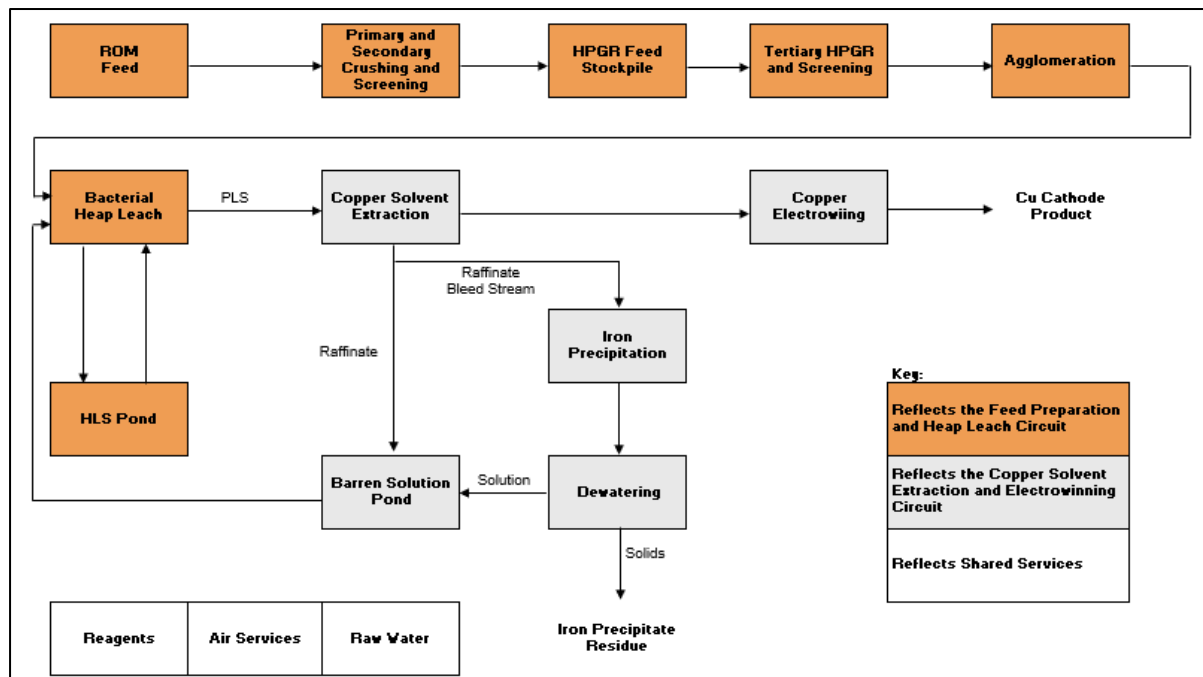 ROM
Feed
Primary and
Secondary
Crushing and
Screening
HPGR Feed
Stockpile
Tertiary HPGR
and Screening
Agglomeration
Bacterial
Heap Leach
PLS
Copper Solvent
Extraction
Copper
Electrowiing
Cu Cathode
Product
Raffinate
Bleed Stream
Raffinate
Iron
Precipitation
HLS Pond
Barren Solution
Pond
Solution
Dewatering
Solids
Iron Precipitate
Residue
Key:
Reflects the Feed Preparation
and Heap Leach Circuit
Reflects the Copper Solvent
Extraction and Electrowinning
Circuit
Reflects Shared Services
Reagents
Air Services
Raw Water